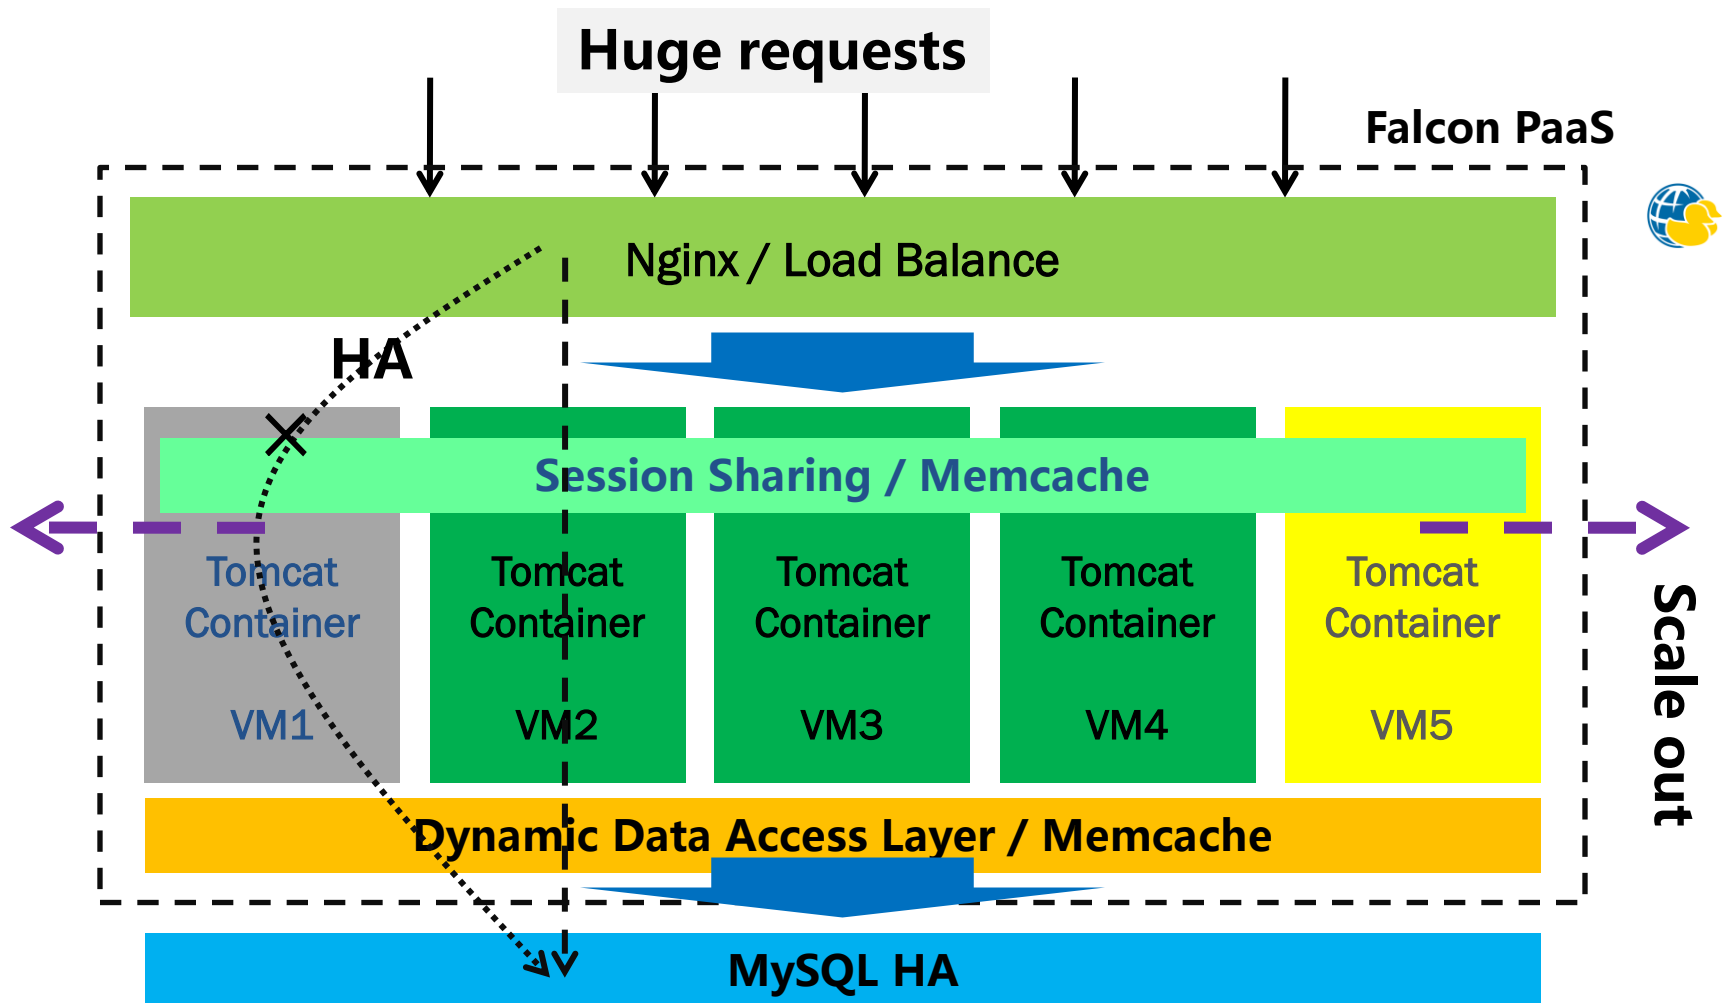 Huge requests
Falcon PaaS
Nginx / Load Balance
HA
Session Sharing / Memcache
Tomcat
Container
VM1
Tomcat
Container
VM2
Tomcat
Container
VM3
Tomcat
Container
VM4
Tomcat
Container
VM5
Scale out
Dynamic Data Access Layer / Memcache
MySQL HA